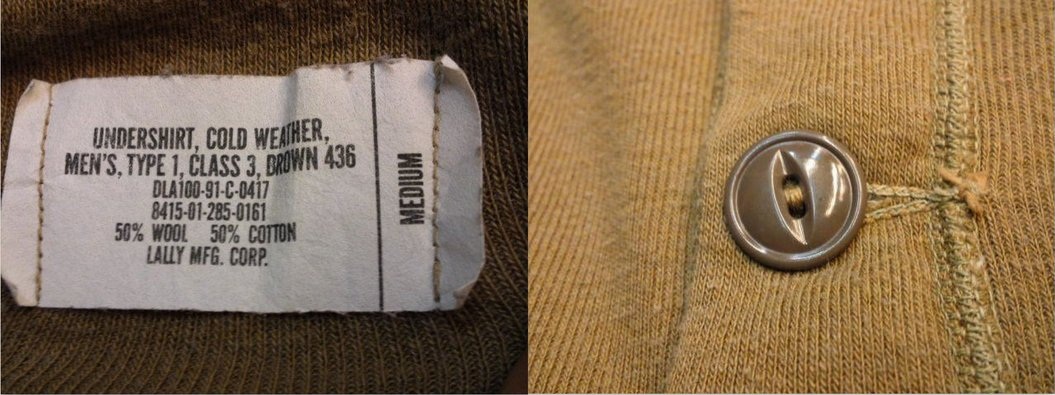 UNDERSHIRT, COLD WEATHER,
MEN'S, TYPE 1, CLASS 3, BROWN 436
DLA100-91-C-0417
8415-01-285-0161
50% WOOL 50% COTTON
LALLY MFG. CORP.
MEDIUM